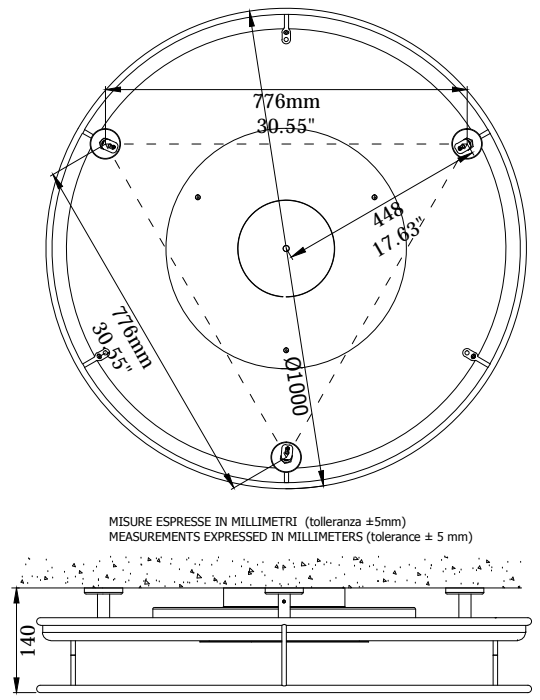 776mm
30.55"
448
17.63"
776mm
30.55"
Ø1000
MISURE ESPRESSE IN MILLIMETRI (tolleranza ±5mm)
MEASUREMENTS EXPRESSED IN MILLIMETERS (tolerance ± 5 mm)
140